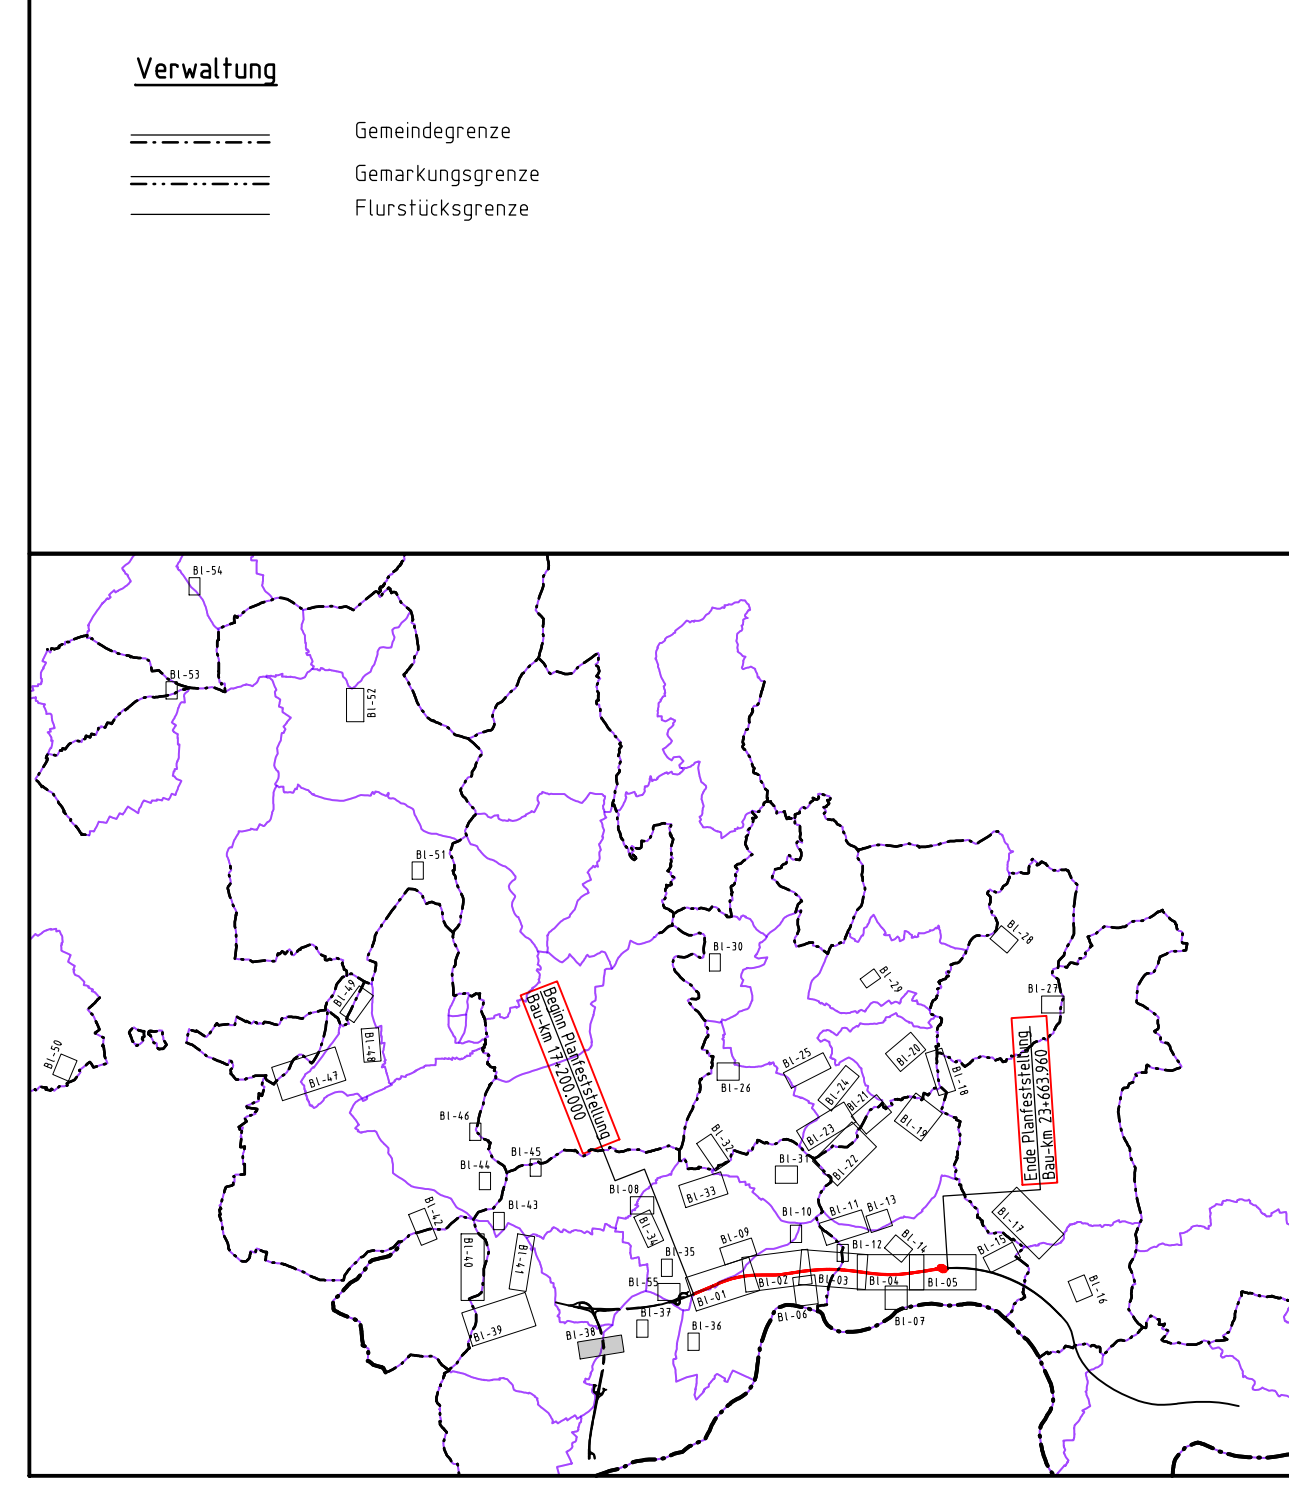 Verwaltung
Gemeindegrenze
Gemarkungsgrenze
Flurstücksgrenze
Bl-54
Bl-53
Bl-52
Bl-51
Bl-28
Bl-30
Bl-29
Bl-49
Bl-27
Beginn Planfeststellung
Bau-km 17+200.000
Ende Planfeststellung
Bau-km 23+663.960
Bl-50
Bl-48
Bl-47
Bl-25
Bl-20
Bl-26
Bl-24
Bl-18
Bl-21
Bl-46
Bl-23
Bl-19
Bl-32
Bl-45
Bl-44
Bl-31
Bl-22
Bl-08
Bl-33
Bl-43
Bl-42
Bl-34
Bl-10
Bl-11
Bl-13
Bl-17
Bl-40
Bl-41
Bl-35
Bl-09
Bl-12
Bl-14
Bl-15
Bl-55
Bl-01
Bl-02
Bl-03
Bl-04
Bl-05
Bl-16
Bl-39
Bl-38
Bl-37
Bl-36
Bl-06
Bl-07